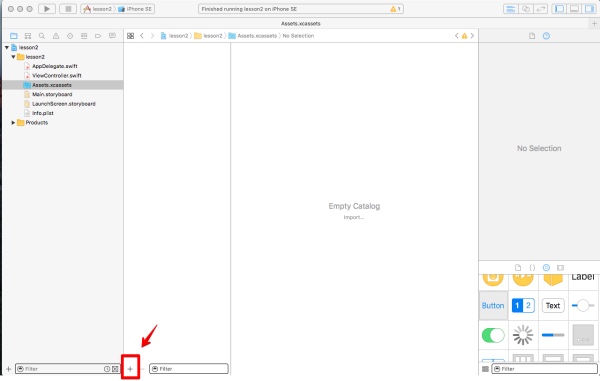 lesson2 〉 iPhone SE
Finished running lesson2 on iPhone SE
1
Assets.xcassets
lesson2 〉 lesson2 〉 Assets.xcassets 〉 No Selection
lesson2
lesson2
AppDelegate.swift
ViewController.swift
Assets.xcassets
Main.storyboard
LaunchScreen.storyboard
Info.plist
Products
Empty Catalog
Import...
No Selection
Label
Button
1 2
Text
Filter
Filter
Filter